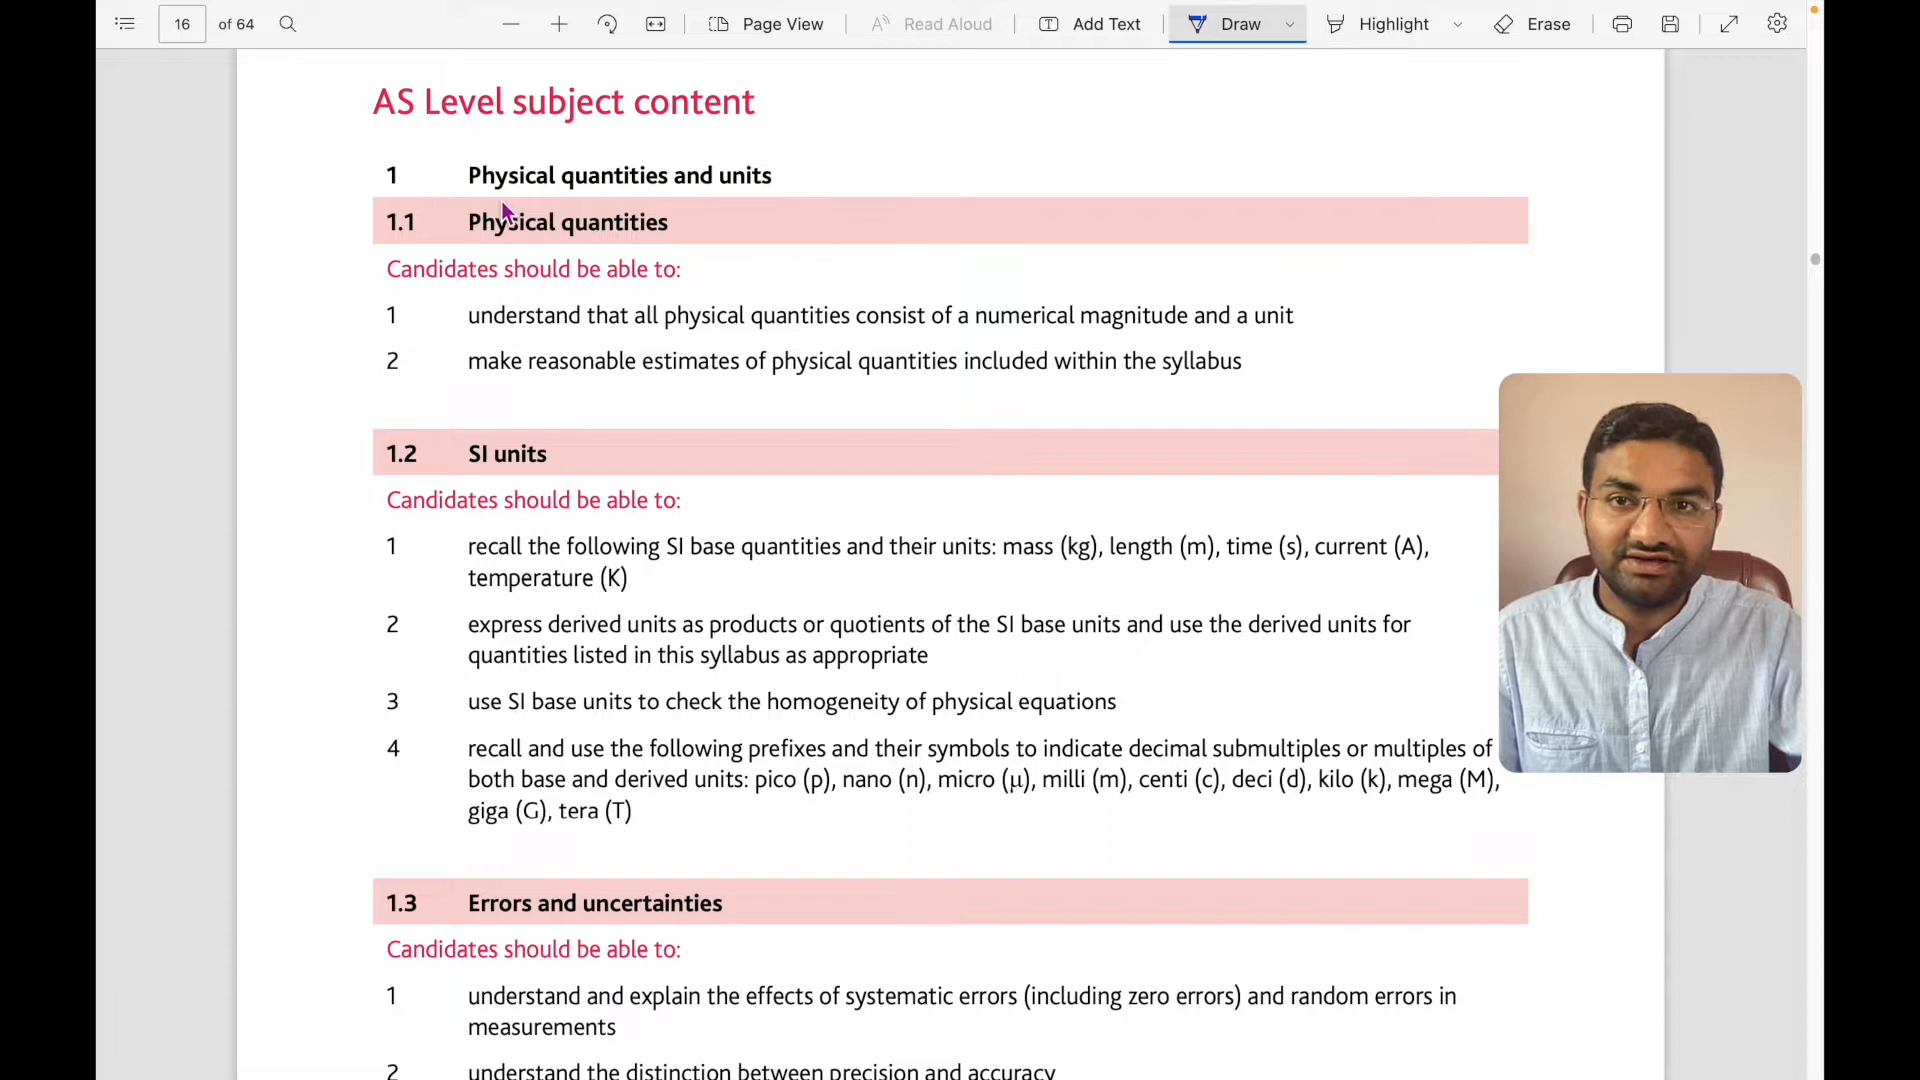 16 of 64 Page View Read Aloud Add Text Draw Highlight Erase
AS Level subject content
1 Physical quantities and units
1.1 Physical quantities
Candidates should be able to:
1 understand that all physical quantities consist of a numerical magnitude and a unit
2 make reasonable estimates of physical quantities included within the syllabus
1.2 SI units
Candidates should be able to:
1 recall the following SI base quantities and their units: mass (kg), length (m), time (s), current (A),
temperature (K)
2 express derived units as products or quotients of the SI base units and use the derived units for
quantities listed in this syllabus as appropriate
3 use SI base units to check the homogeneity of physical equations
4 recall and use the following prefixes and their symbols to indicate decimal submultiples or multiples of
both base and derived units: pico (p), nano (n), micro (μ), milli (m), centi (c), deci (d), kilo (k), mega (M),
giga (G), tera (T)
1.3 Errors and uncertainties
Candidates should be able to:
1 understand and explain the effects of systematic errors (including zero errors) and random errors in
measurements
2 understand the distinction between precision and accuracy